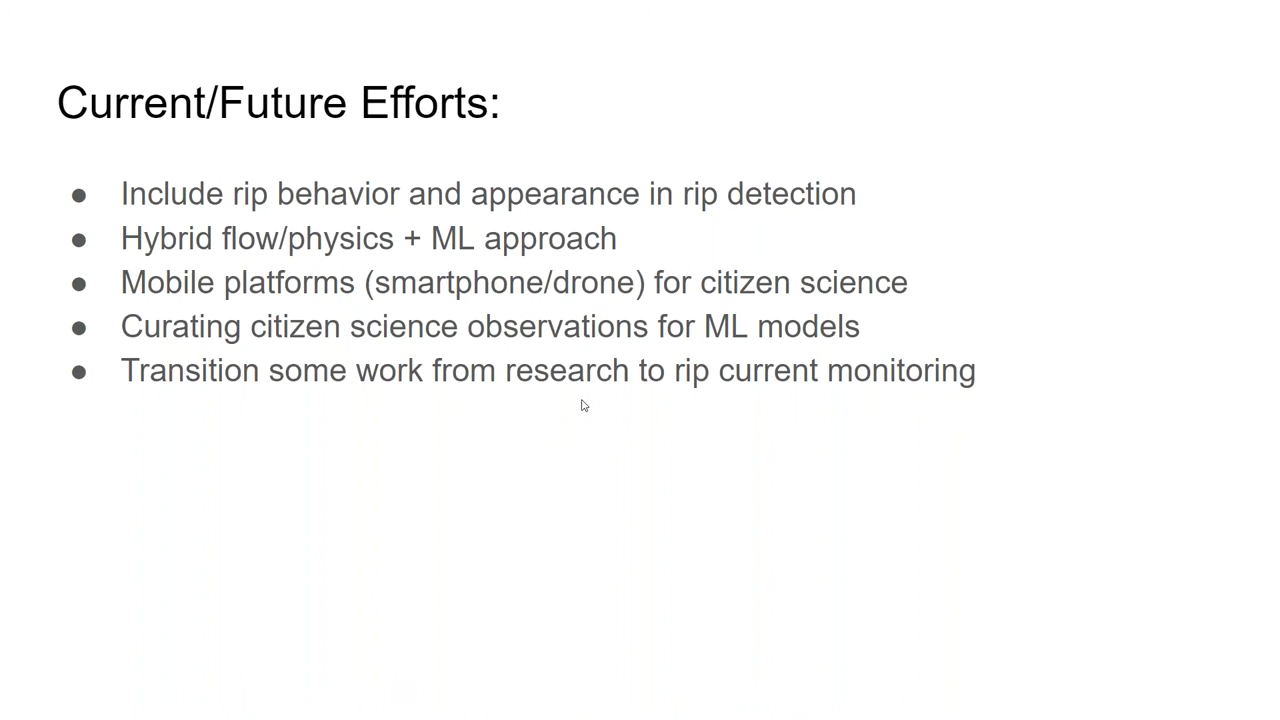 Current/Future Efforts:
● Include rip behavior and appearance in rip detection
● Hybrid flow/physics + ML approach
● Mobile platforms (smartphone/drone) for citizen science
● Curating citizen science observations for ML models
● Transition some work from research to rip current monitoring